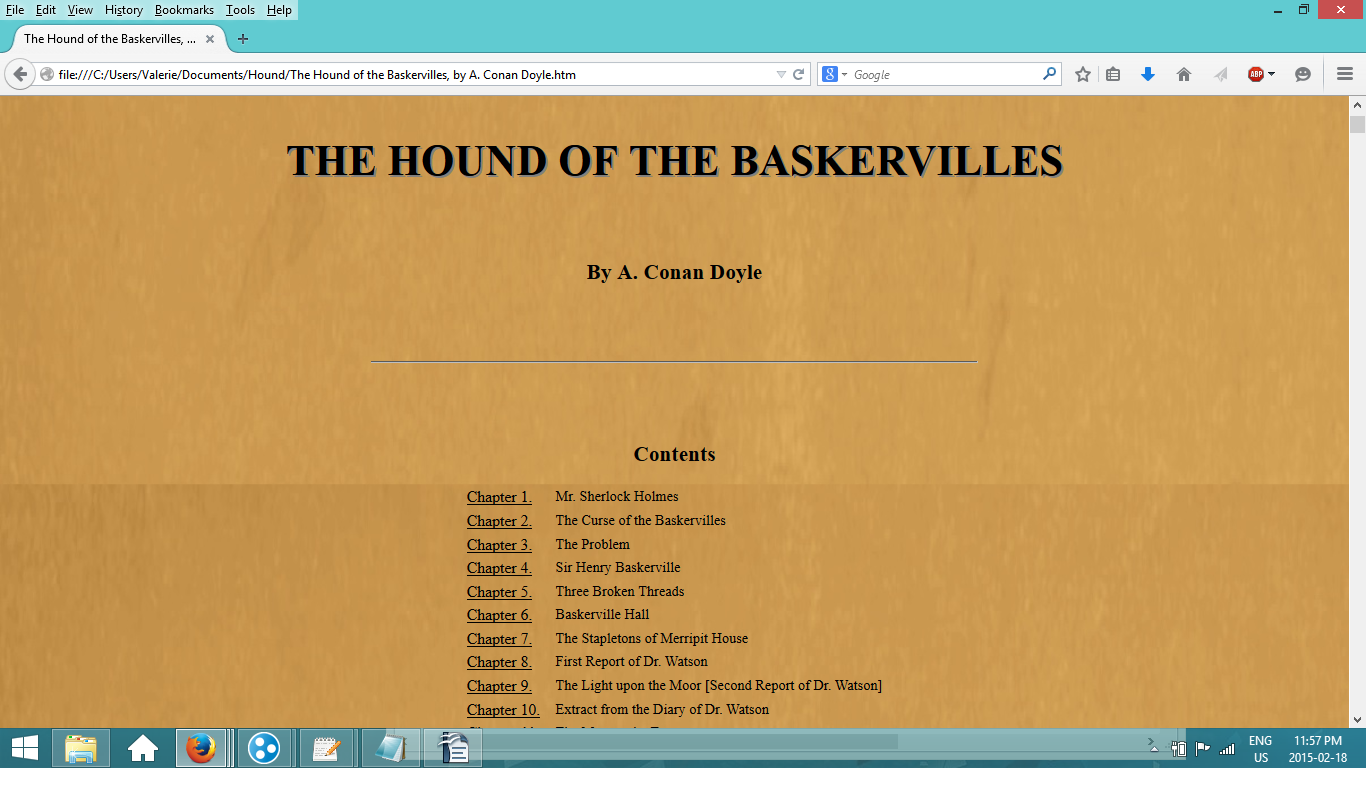 File Edit View History Bookmarks Tools Help
The Hound of the Baskervilles, ...
file:///C:/Users/Valerie/Documents/Hound/The Hound of the Baskervilles, by A. Conan Doyle.htm
8 Google
ABP
THE HOUND OF THE BASKERVILLES
By A. Conan Doyle
Contents
Chapter 1. Mr. Sherlock Holmes
Chapter 2. The Curse of the Baskervilles
Chapter 3. The Problem
Chapter 4. Sir Henry Baskerville
Chapter 5. Three Broken Threads
Chapter 6. Baskerville Hall
Chapter 7. The Stapletons of Merripit House
Chapter 8. First Report of Dr. Watson
Chapter 9. The Light upon the Moor [Second Report of Dr. Watson]
Chapter 10. Extract from the Diary of Dr. Watson
ENG 11:57 PM
US 2015-02-18